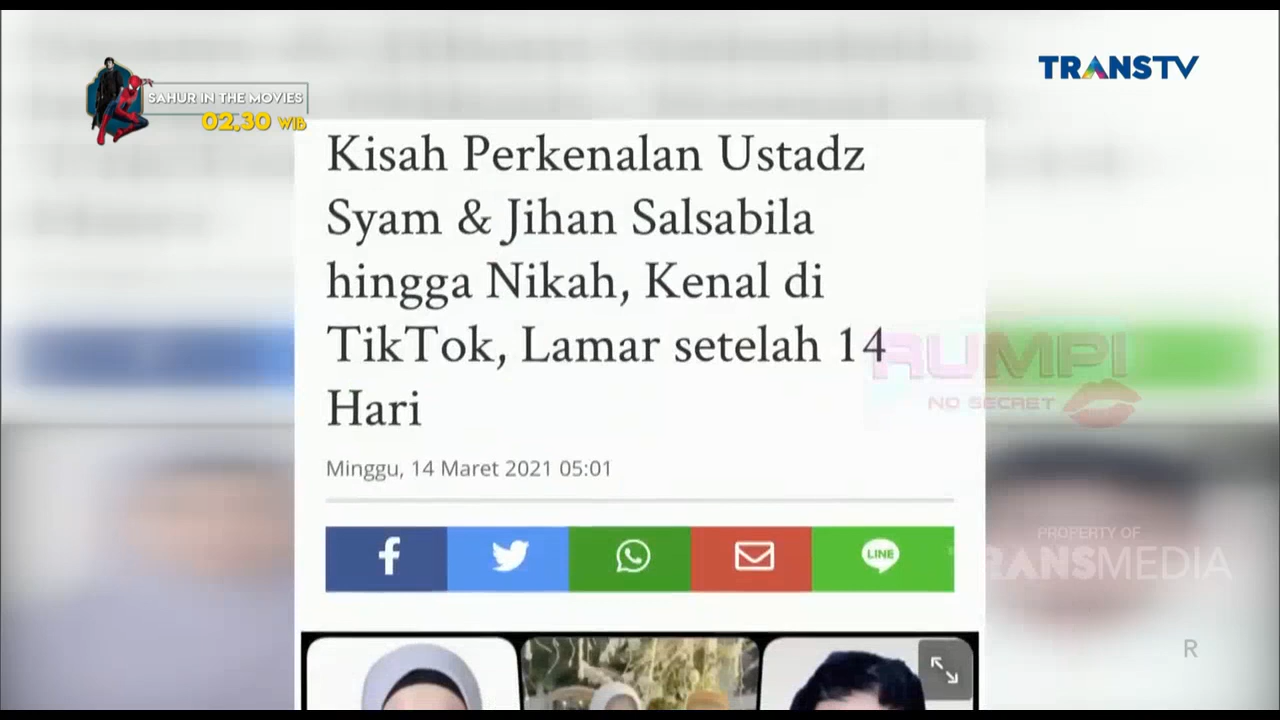 SAHUR IN THE MOVIES
02.30 WIB
TRANSTV
Kisah Perkenalan Ustadz
Syam & Jihan Salsabila
hingga Nikah, Kenal di
TikTok, Lamar setelah 14
Hari
RUMPI
NO SECRET
Minggu, 14 Maret 2021 05:01
LINE
PROPERTY OF
TRANSMEDIA
R